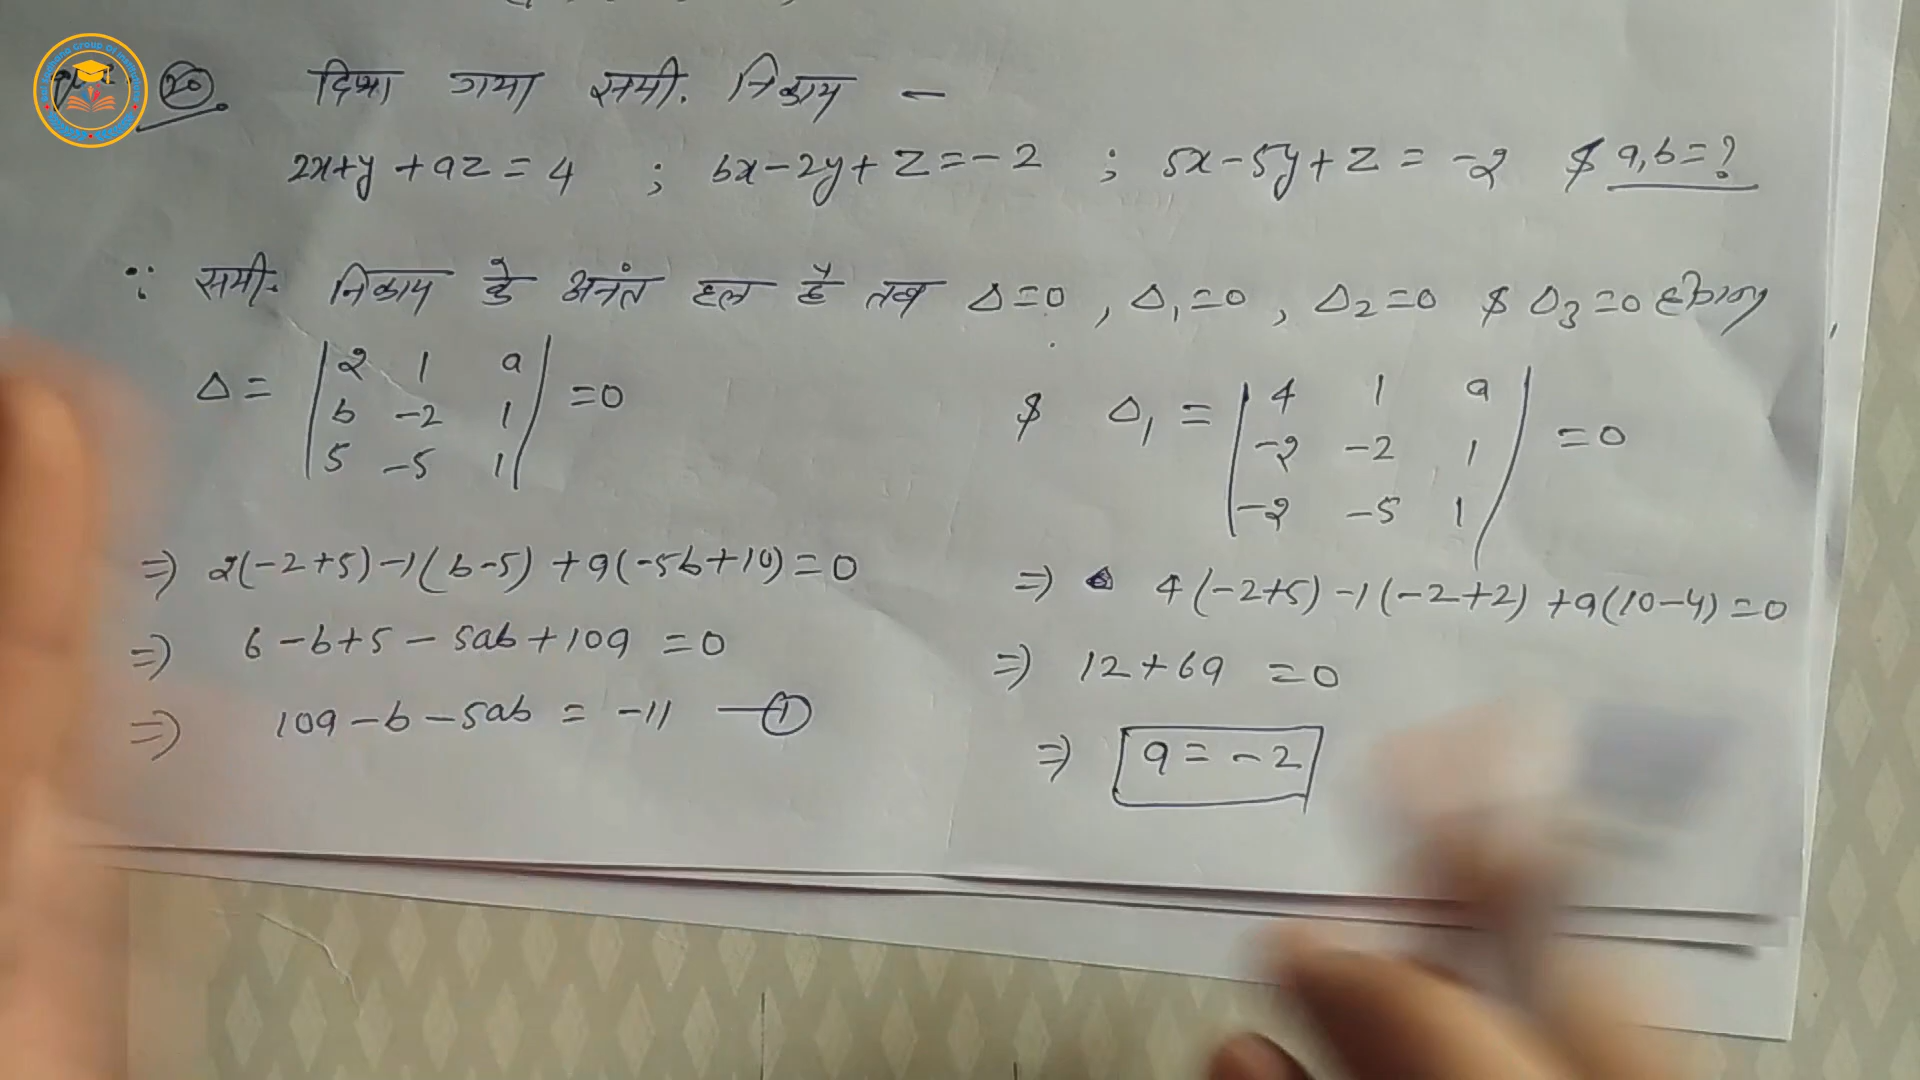 20. दिया गया समी. निकाय –
2x+y+az=4 ; bx-2y+z=-2 ; 5x-5y+z=-2 $ a,b=?
∵ समी. निकाय के अनंत हल है तब Δ=0, Δ₁=0, Δ₂=0 $ Δ₃=0 होगा
Δ = | 2 1 a | = 0
| b -2 1 |
| 5 -5 1 |
⇒ 2(-2+5)-1(b-5)+a(-5b+10)=0
⇒ 6-b+5-5ab+10a=0
⇒ 10a-b-5ab=-11 —①
$ Δ₁ = | 4 1 a | = 0
| -2 -2 1 |
| -2 -5 1 |
⇒ 4(-2+5)-1(-2+2)+a(10-4)=0
⇒ 12+6a=0
⇒ a=-2